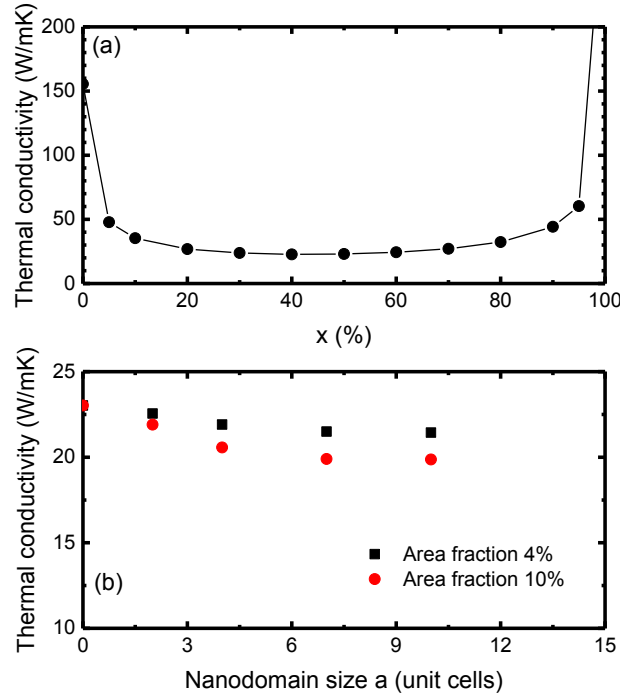 (a)
Thermal conductivity (W/mK)
200
150
100
50
0
0 20 40 60 80 100
x (%)
Thermal conductivity (W/mK)
25
20
15
10
Area fraction 4%
Area fraction 10%
(b)
0 3 6 9 12 15
Nanodomain size a (unit cells)